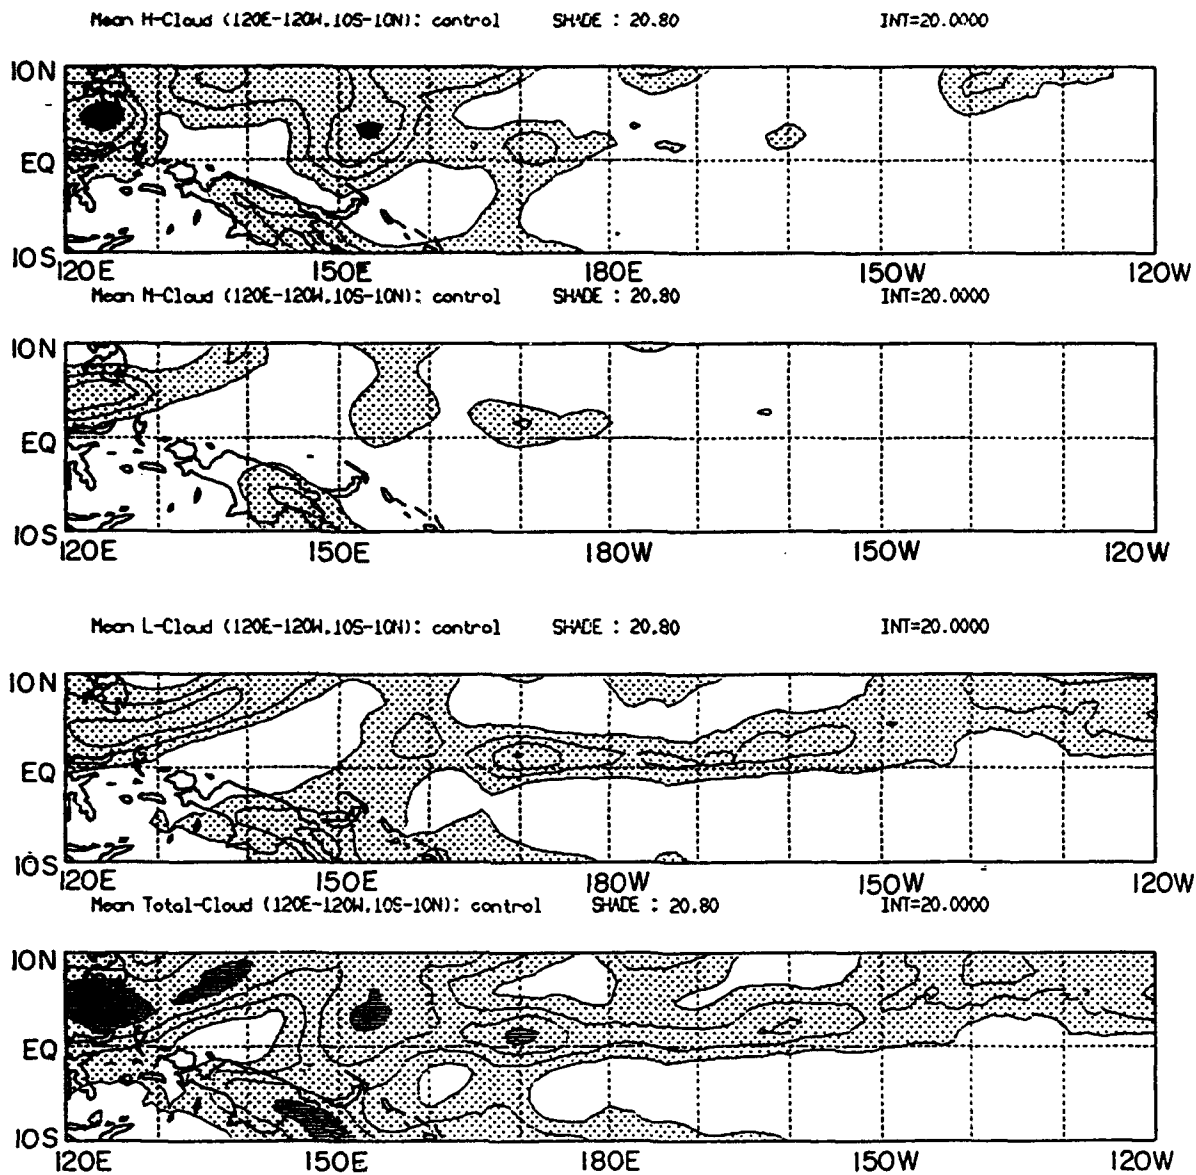 Mean H-Cloud (120E-120W,10S-10N): control SHADE : 20.80 INT=20.0000
10N
EQ
10S
120E 150E 180E 150W 120W
Mean M-Cloud (120E-120W,10S-10N): control SHADE : 20.80 INT=20.0000
10N
EQ
10S
120E 150E 180W 150W 120W
Mean L-Cloud (120E-120W,10S-10N): control SHADE : 20.80 INT=20.0000
10N
EQ
10S
120E 150E 180W 150W 120W
Mean Total-Cloud (120E-120W,10S-10N): control SHADE : 20.80 INT=20.0000
10N
EQ
10S
120E 150E 180W 150W 120W